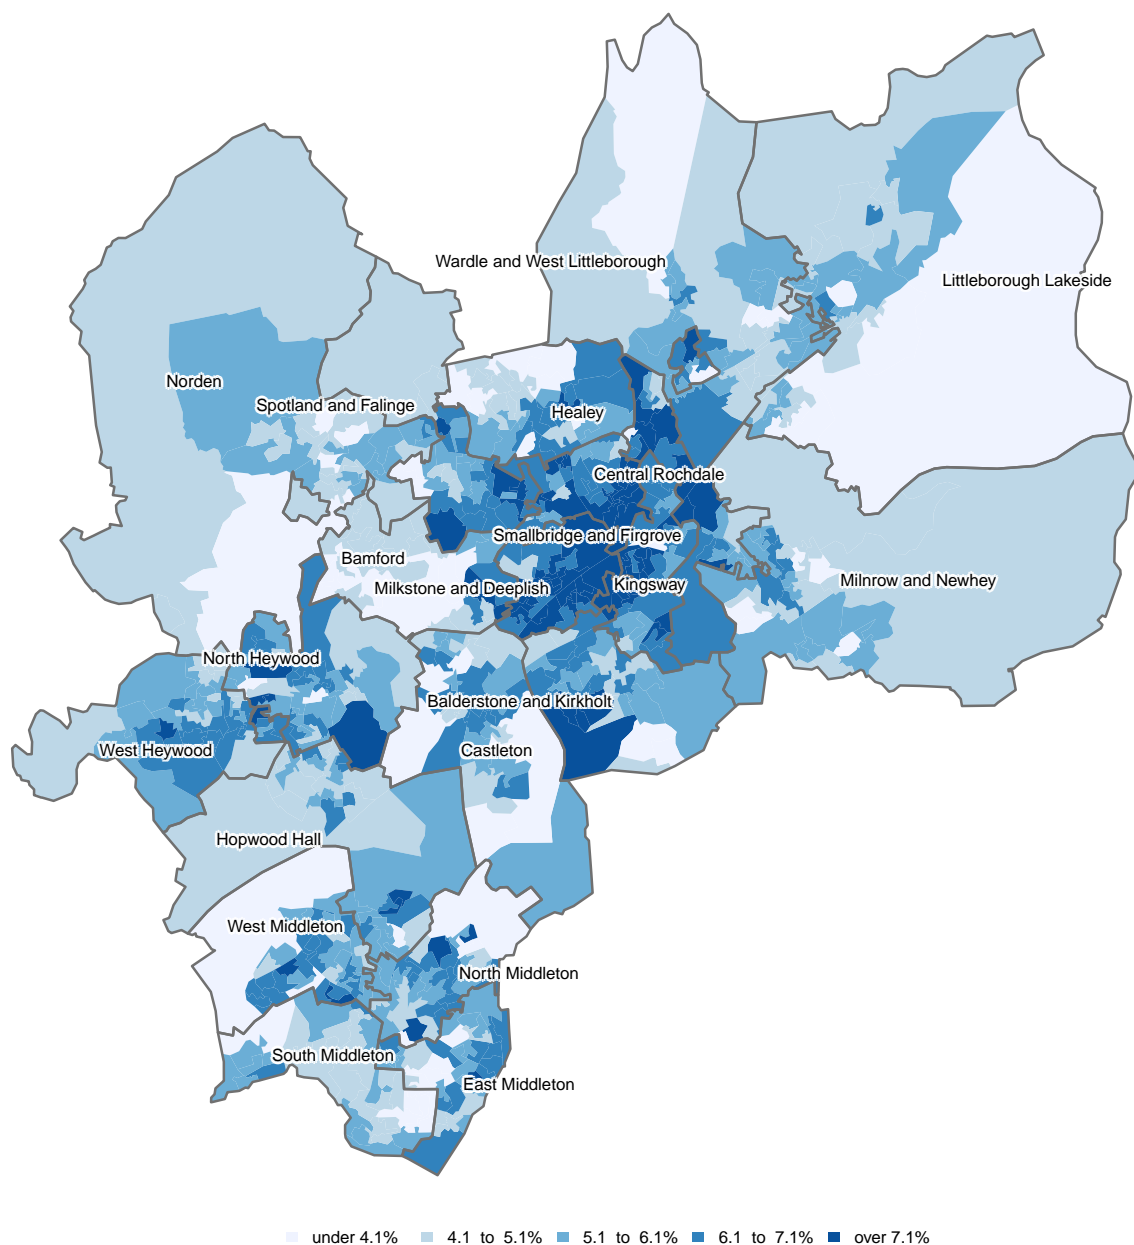 Wardle and West Littleborough
Littleborough Lakeside
Norden
Spotland and Falinge
Healey
Central Rochdale
Smallbridge and Firgrove
Bamford
Milkstone and Deeplish
Kingsway
Milnrow and Newhey
North Heywood
Balderstone and Kirkholt
West Heywood
Castleton
Hopwood Hall
West Middleton
North Middleton
South Middleton
East Middleton
under 4.1% 4.1 to 5.1% 5.1 to 6.1% 6.1 to 7.1% over 7.1%